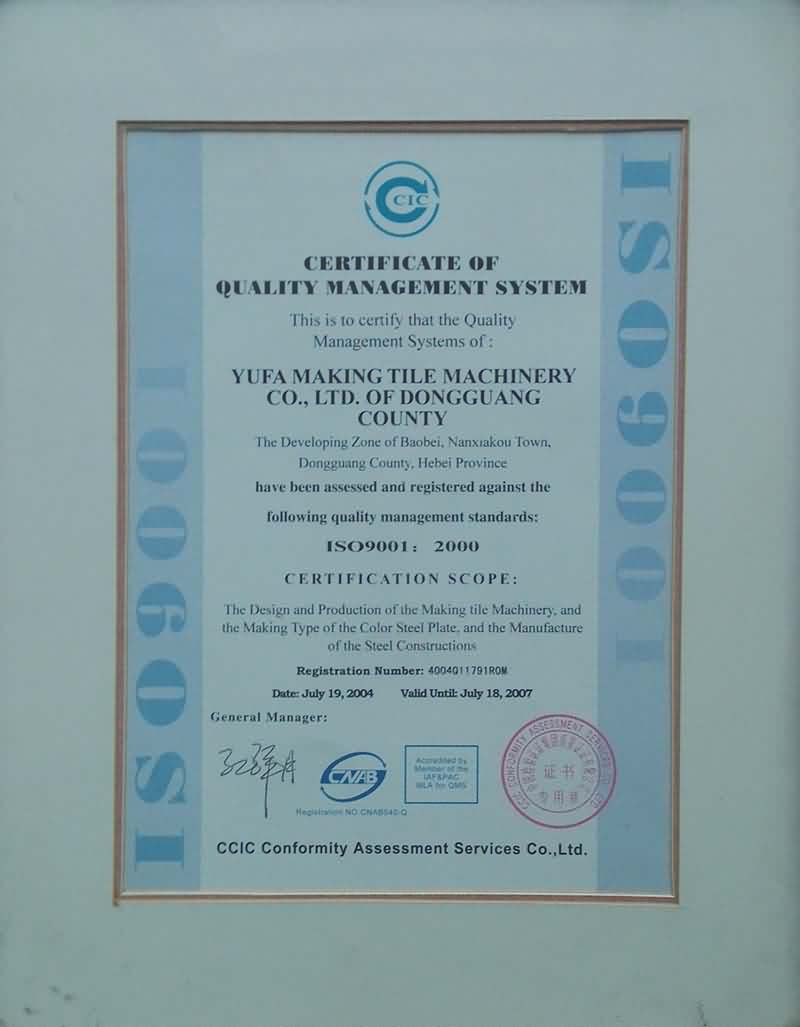 CCIC
CERTIFICATE OF
QUALITY MANAGEMENT SYSTEM
This is to certify that the Quality
Management Systems of :
YUFA MAKING TILE MACHINERY
CO., LTD. OF DONGGUANG
COUNTY
The Developing Zone of Baobei, Nanxiakou Town,
Dongguang County, Hebei Province
have been assessed and registered against the
following quality management standards:
ISO9001: 2000
CERTIFICATION SCOPE:
The Design and Production of the Making tile Machinery, and
the Making Type of the Color Steel Plate, and the Manufacture
of the Steel Constructions
Registration Number: 4004Q11791R0M
Date: July 19, 2004 Valid Until: July 18, 2007
General Manager:
CNAB
Registration NO.CNAB540-Q
Accredited by
Member of the
IAF&PAC
MLA for QMS
CCIC CONFORMITY ASSESSMENT SERVICES CO., LTD.
证书
专用章
CCIC Conformity Assessment Services Co.,Ltd.
ISO9001
ISO9001